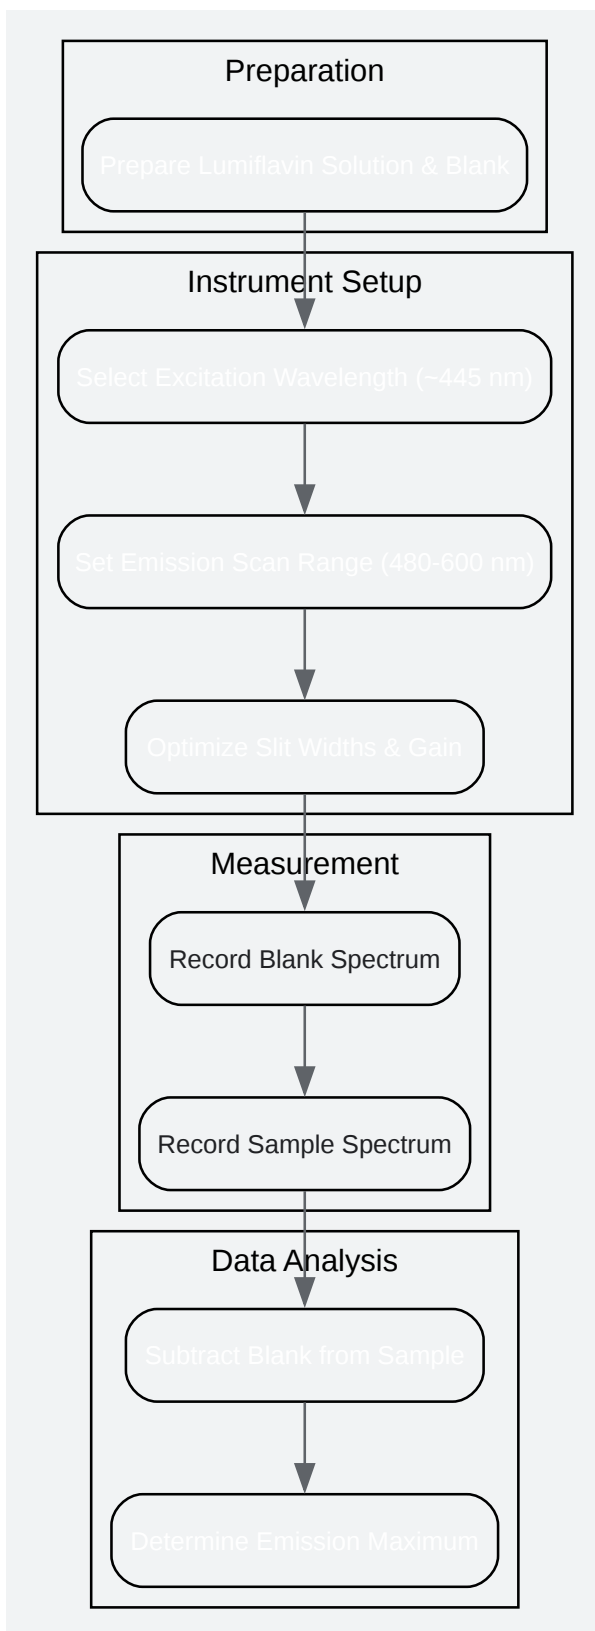 Preparation
Prepare Lumiflavin Solution & Blank
Instrument Setup
Select Excitation Wavelength (~445 nm)
Set Emission Scan Range (480-600 nm)
Optimize Slit Widths & Gain
Measurement
Record Blank Spectrum
Record Sample Spectrum
Data Analysis
Subtract Blank from Sample
Determine Emission Maximum